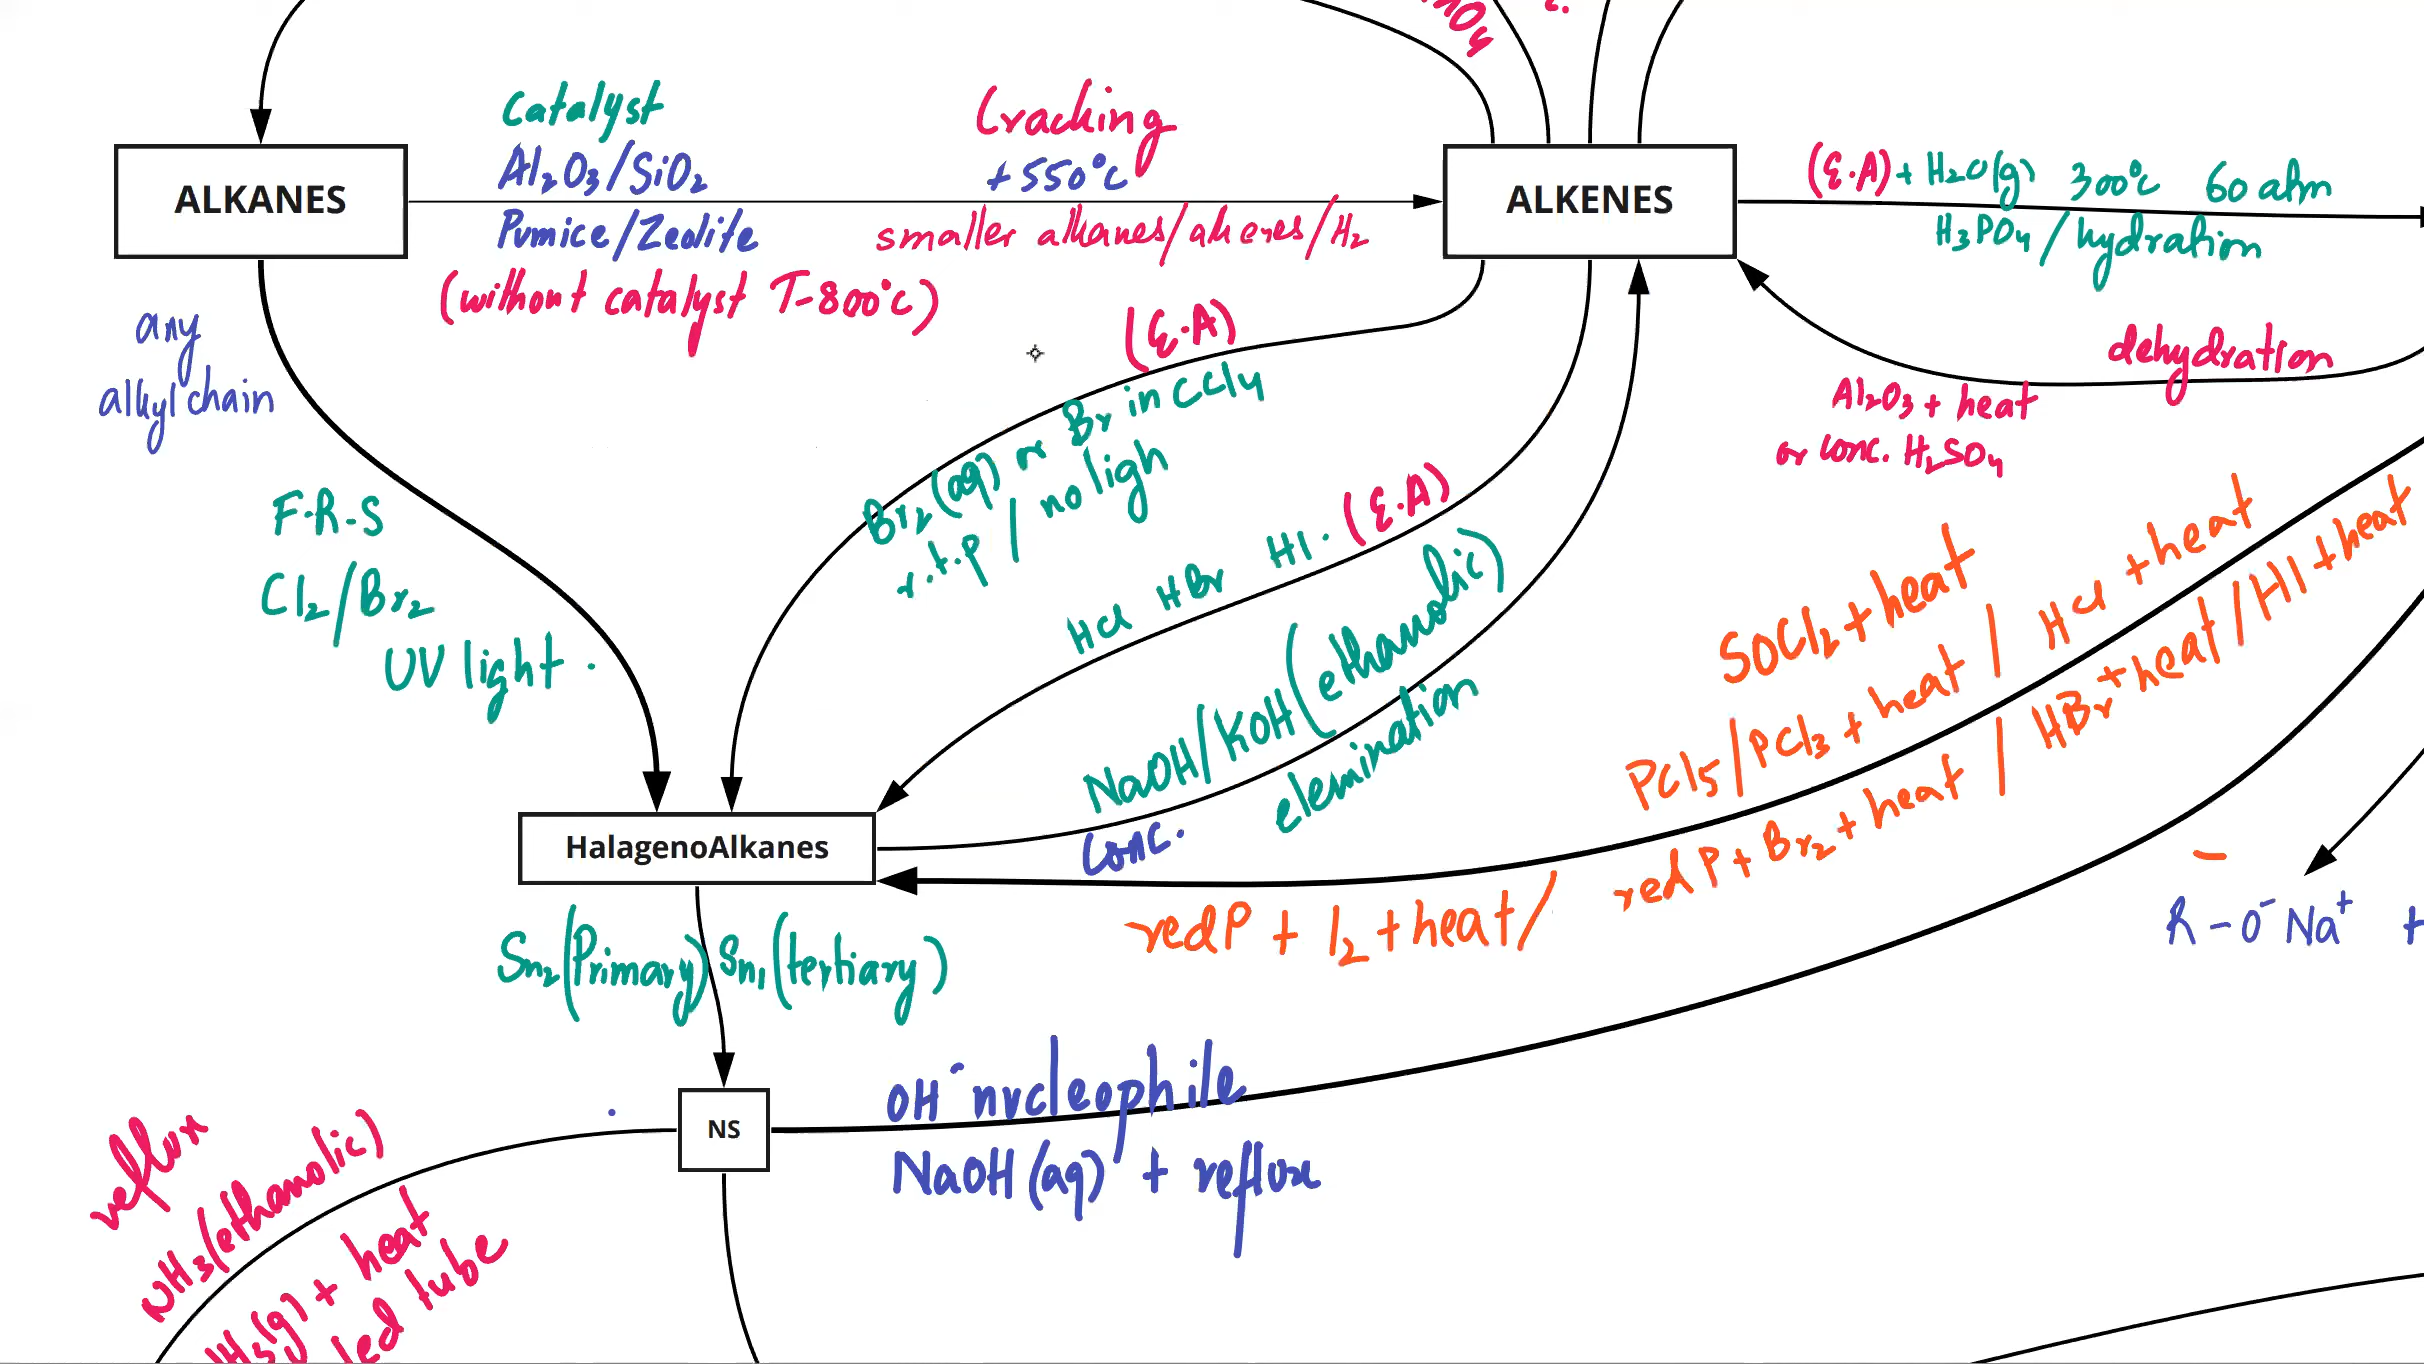 Catalyst
Cracking
Al2O3/SiO2
+550°C
ALKANES
ALKENES
(E.A)+ H2O(g) 300°C 60 atm
H3PO4/hydration
Pumice/Zeolite
smaller alkanes/alkenes/H2
(without catalyst T-800°C)
any
alkyl chain
(E.A)
dehydration
Al2O3 + heat
or conc. H2SO4
Br2(aq) or Br in CCl4
r.t.p / no ligh
F.R.S
Cl2/Br2
UV light.
HCl HBr HI. (E.A)
NaOH/KOH(ethanolic)
elemination
Conc.
SOCl2+heat
PCl5/PCl3+heat / HCl +heat
red P+Br2+heat / HBr+heat/HI+heat
redP + I2+heat/
HalagenoAlkanes
Sn2(Primary) Sn1(tertiary)
R-O⁻Na⁺ +
NS
OH⁻nucleophile
NaOH(aq) + reflux
reflux
NH3(ethanolic)
H3(g) + heat
led tube